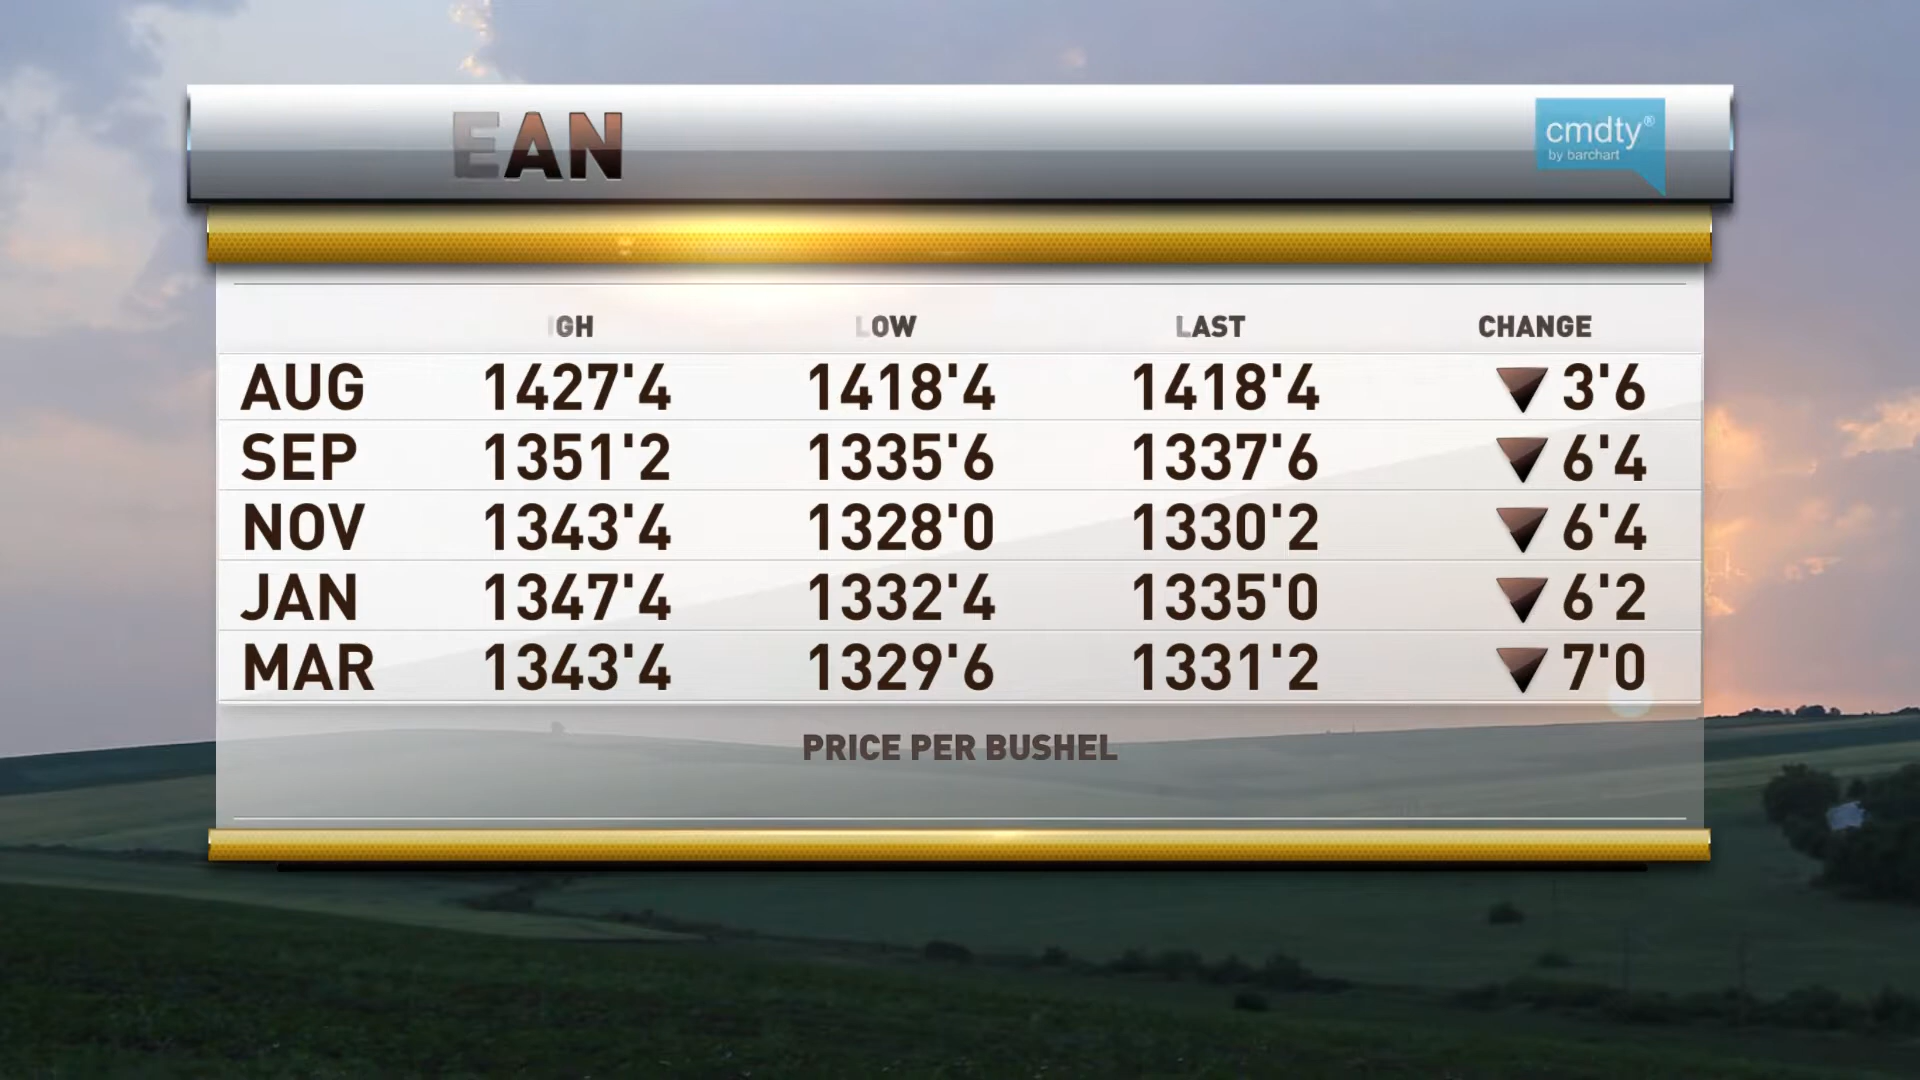 EAN
cmdty®
by barchart
GH LOW LAST CHANGE
AUG 1427'4 1418'4 1418'4 ▼ 3'6
SEP 1351'2 1335'6 1337'6 ▼ 6'4
NOV 1343'4 1328'0 1330'2 ▼ 6'4
JAN 1347'4 1332'4 1335'0 ▼ 6'2
MAR 1343'4 1329'6 1331'2 ▼ 7'0
PRICE PER BUSHEL